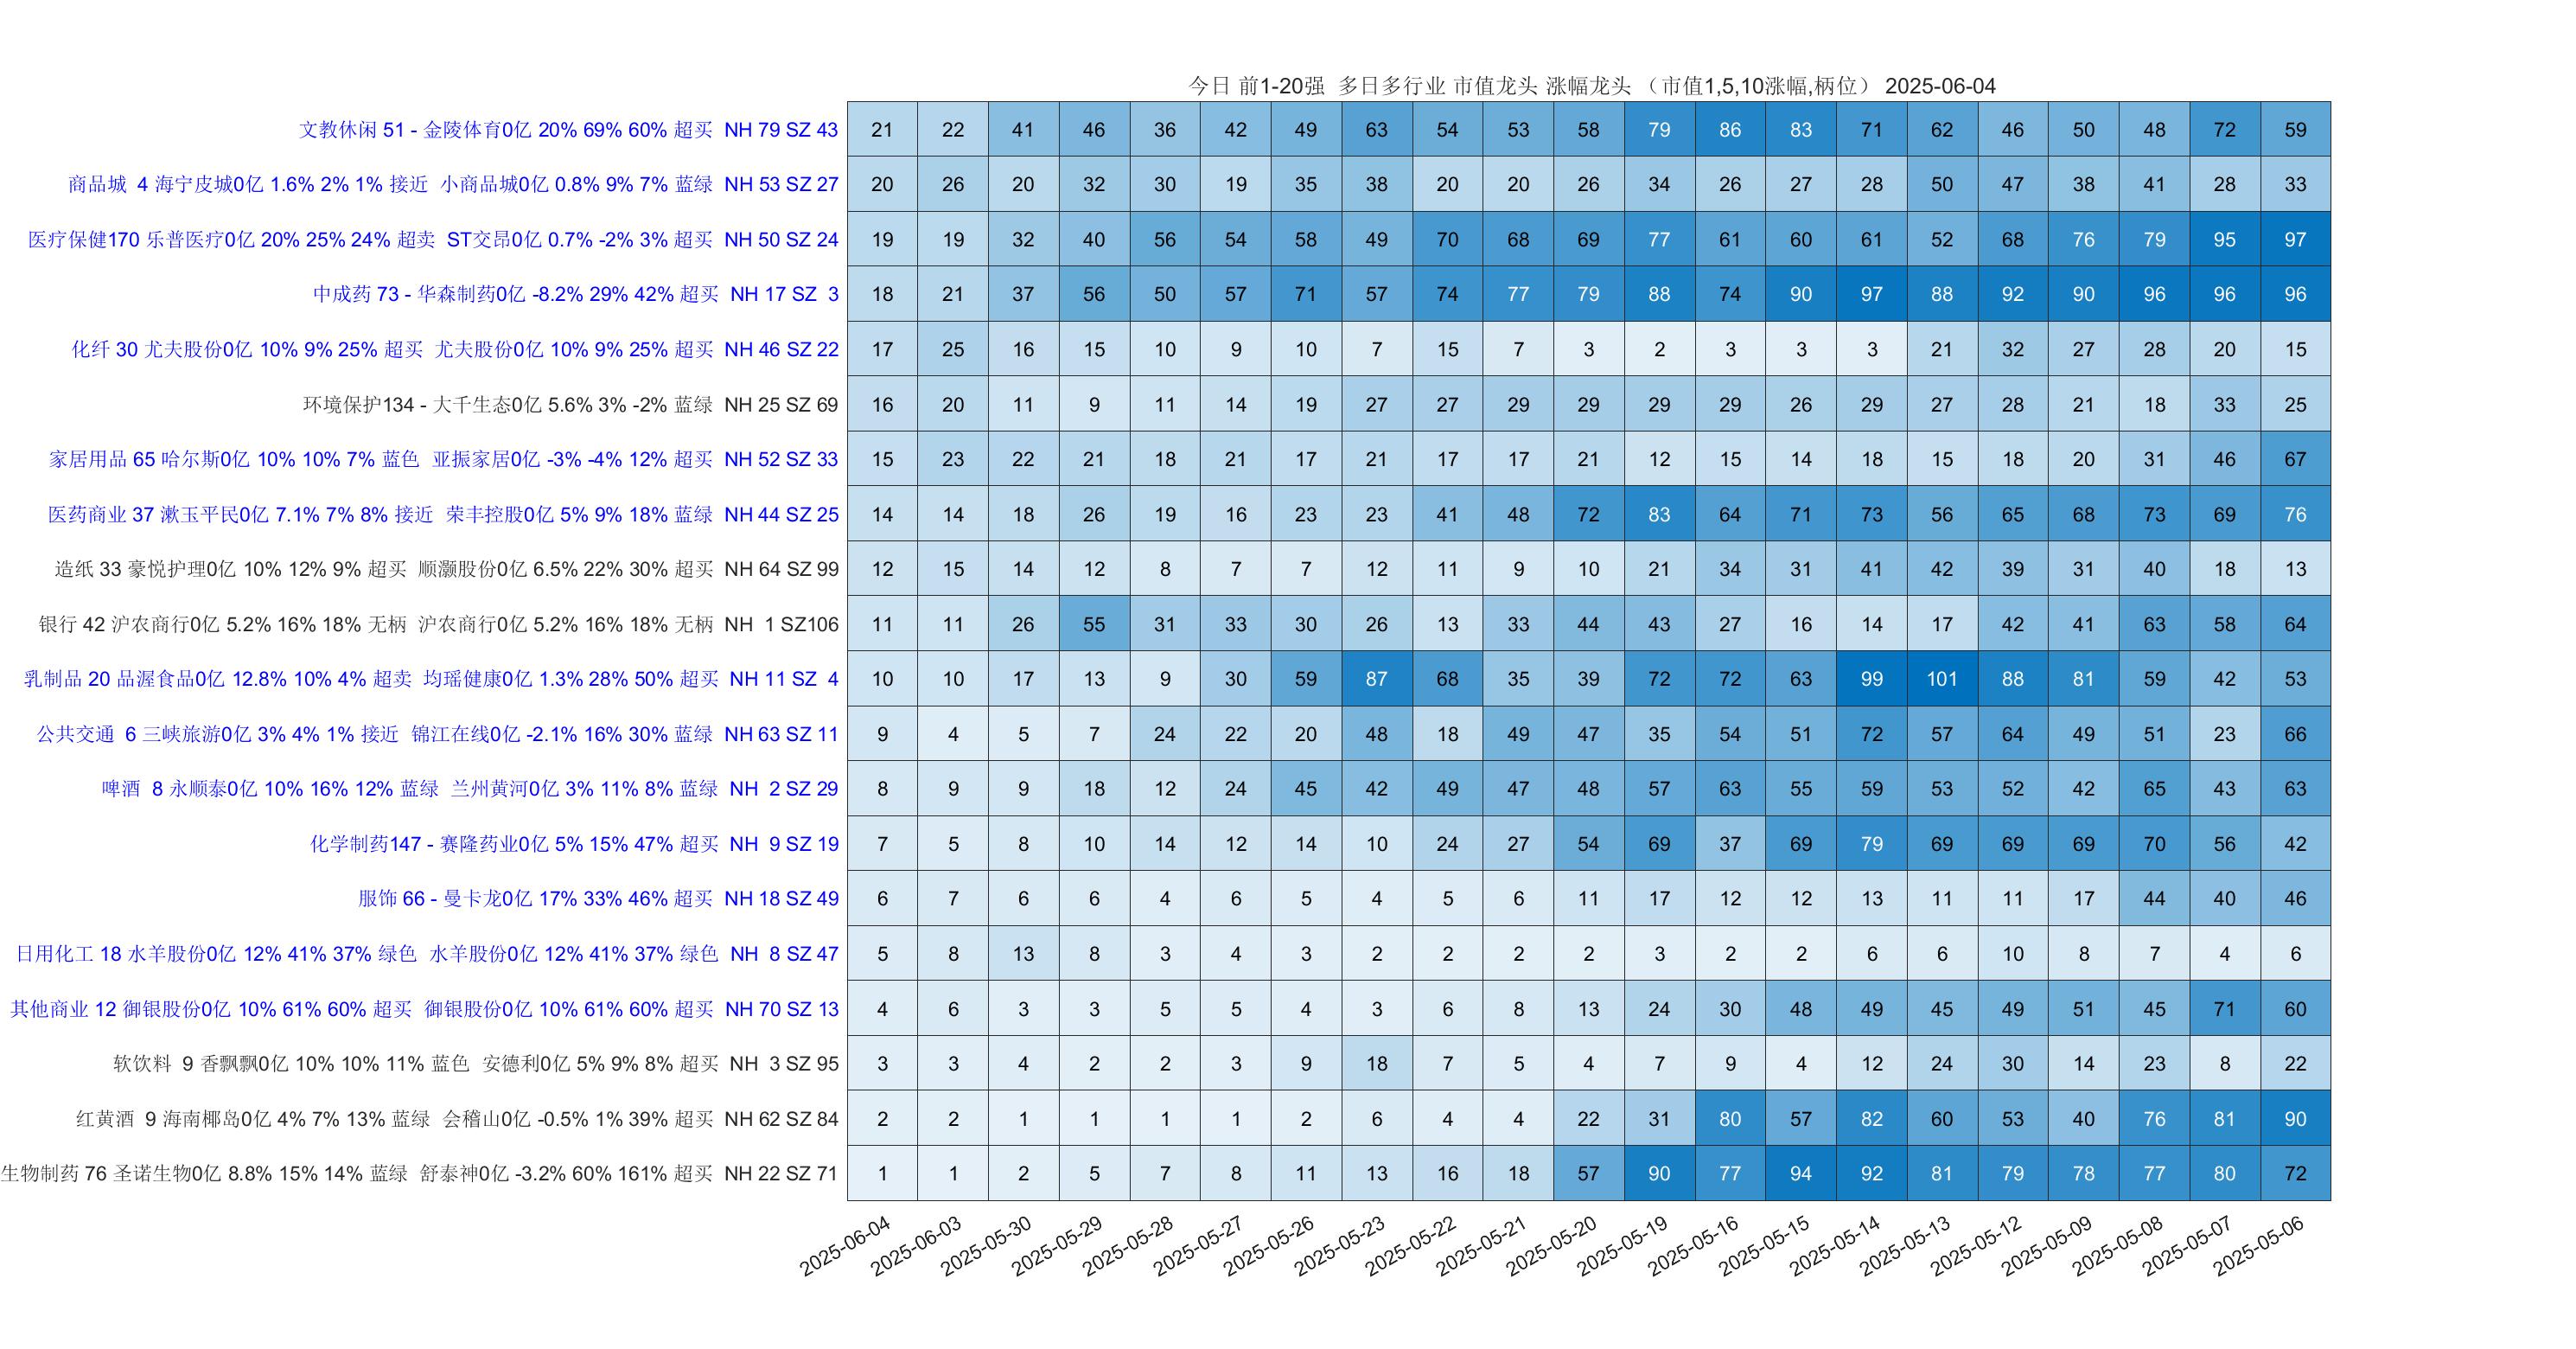 今日 前1-20强 多日多行业 市值龙头 涨幅龙头 （市值1,5,10涨幅,柄位） 2025-06-04
文教休闲 51 - 金陵体育0亿 20% 69% 60% 超买 NH 79 SZ 43 21 22 41 46 36 42 49 63 54 53 58 79 86 83 71 62 46 50 48 72 59
商品城 4 海宁皮城0亿 1.6% 2% 1% 接近 小商品城0亿 0.8% 9% 7% 蓝绿 NH 53 SZ 27 20 26 20 32 30 19 35 38 20 20 26 34 26 27 28 50 47 38 41 28 33
医疗保健170 乐普医疗0亿 20% 25% 24% 超卖 ST交昂0亿 0.7% -2% 3% 超买 NH 50 SZ 24 19 19 32 40 56 54 58 49 70 68 69 77 61 60 61 52 68 76 79 95 97
中成药 73 - 华森制药0亿 -8.2% 29% 42% 超买 NH 17 SZ 3 18 21 37 56 50 57 71 57 74 77 79 88 74 90 97 88 92 90 96 96 96
化纤 30 尤夫股份0亿 10% 9% 25% 超买 尤夫股份0亿 10% 9% 25% 超买 NH 46 SZ 22 17 25 16 15 10 9 10 7 15 7 3 2 3 3 3 21 32 27 28 20 15
环境保护134 - 大千生态0亿 5.6% 3% -2% 蓝绿 NH 25 SZ 69 16 20 11 9 11 14 19 27 27 29 29 29 29 26 29 27 28 21 18 33 25
家居用品 65 哈尔斯0亿 10% 10% 7% 蓝色 亚振家居0亿 -3% -4% 12% 超买 NH 52 SZ 33 15 23 22 21 18 21 17 21 17 17 21 12 15 14 18 15 18 20 31 46 67
医药商业 37 漱玉平民0亿 7.1% 7% 8% 接近 荣丰控股0亿 5% 9% 18% 蓝绿 NH 44 SZ 25 14 14 18 26 19 16 23 23 41 48 72 83 64 71 73 56 65 68 73 69 76
造纸 33 豪悦护理0亿 10% 12% 9% 超买 顺灏股份0亿 6.5% 22% 30% 超买 NH 64 SZ 99 12 15 14 12 8 7 7 12 11 9 10 21 34 31 41 42 39 31 40 18 13
银行 42 沪农商行0亿 5.2% 16% 18% 无柄 沪农商行0亿 5.2% 16% 18% 无柄 NH 1 SZ106 11 11 26 55 31 33 30 26 13 33 44 43 27 16 14 17 42 41 63 58 64
乳制品 20 品渥食品0亿 12.8% 10% 4% 超卖 均瑶健康0亿 1.3% 28% 50% 超买 NH 11 SZ 4 10 10 17 13 9 30 59 87 68 35 39 72 72 63 99 101 88 81 59 42 53
公共交通 6 三峡旅游0亿 3% 4% 1% 接近 锦江在线0亿 -2.1% 16% 30% 蓝绿 NH 63 SZ 11 9 4 5 7 24 22 20 48 18 49 47 35 54 51 72 57 64 49 51 23 66
啤酒 8 永顺泰0亿 10% 16% 12% 蓝绿 兰州黄河0亿 3% 11% 8% 蓝绿 NH 2 SZ 29 8 9 9 18 12 24 45 42 49 47 48 57 63 55 59 53 52 42 65 43 63
化学制药147 - 赛隆药业0亿 5% 15% 47% 超买 NH 9 SZ 19 7 5 8 10 14 12 14 10 24 27 54 69 37 69 79 69 69 69 70 56 42
服饰 66 - 曼卡龙0亿 17% 33% 46% 超买 NH 18 SZ 49 6 7 6 6 4 6 5 4 5 6 11 17 12 12 13 11 11 17 44 40 46
日用化工 18 水羊股份0亿 12% 41% 37% 绿色 水羊股份0亿 12% 41% 37% 绿色 NH 8 SZ 47 5 8 13 8 3 4 3 2 2 2 2 3 2 2 6 6 10 8 7 4 6
其他商业 12 御银股份0亿 10% 61% 60% 超买 御银股份0亿 10% 61% 60% 超买 NH 70 SZ 13 4 6 3 3 5 5 4 3 6 8 13 24 30 48 49 45 49 51 45 71 60
软饮料 9 香飘飘0亿 10% 10% 11% 蓝色 安德利0亿 5% 9% 8% 超买 NH 3 SZ 95 3 3 4 2 2 3 9 18 7 5 4 7 9 4 12 24 30 14 23 8 22
红黄酒 9 海南椰岛0亿 4% 7% 13% 蓝绿 会稽山0亿 -0.5% 1% 39% 超买 NH 62 SZ 84 2 2 1 1 1 1 2 6 4 4 22 31 80 57 82 60 53 40 76 81 90
生物制药 76 圣诺生物0亿 8.8% 15% 14% 蓝绿 舒泰神0亿 -3.2% 60% 161% 超买 NH 22 SZ 71 1 1 2 5 7 8 11 13 16 18 57 90 77 94 92 81 79 78 77 80 72
2025-06-04 2025-06-03 2025-05-30 2025-05-29 2025-05-28 2025-05-27 2025-05-26 2025-05-23 2025-05-22 2025-05-21 2025-05-20 2025-05-19 2025-05-16 2025-05-15 2025-05-14 2025-05-13 2025-05-12 2025-05-09 2025-05-08 2025-05-07 2025-05-06